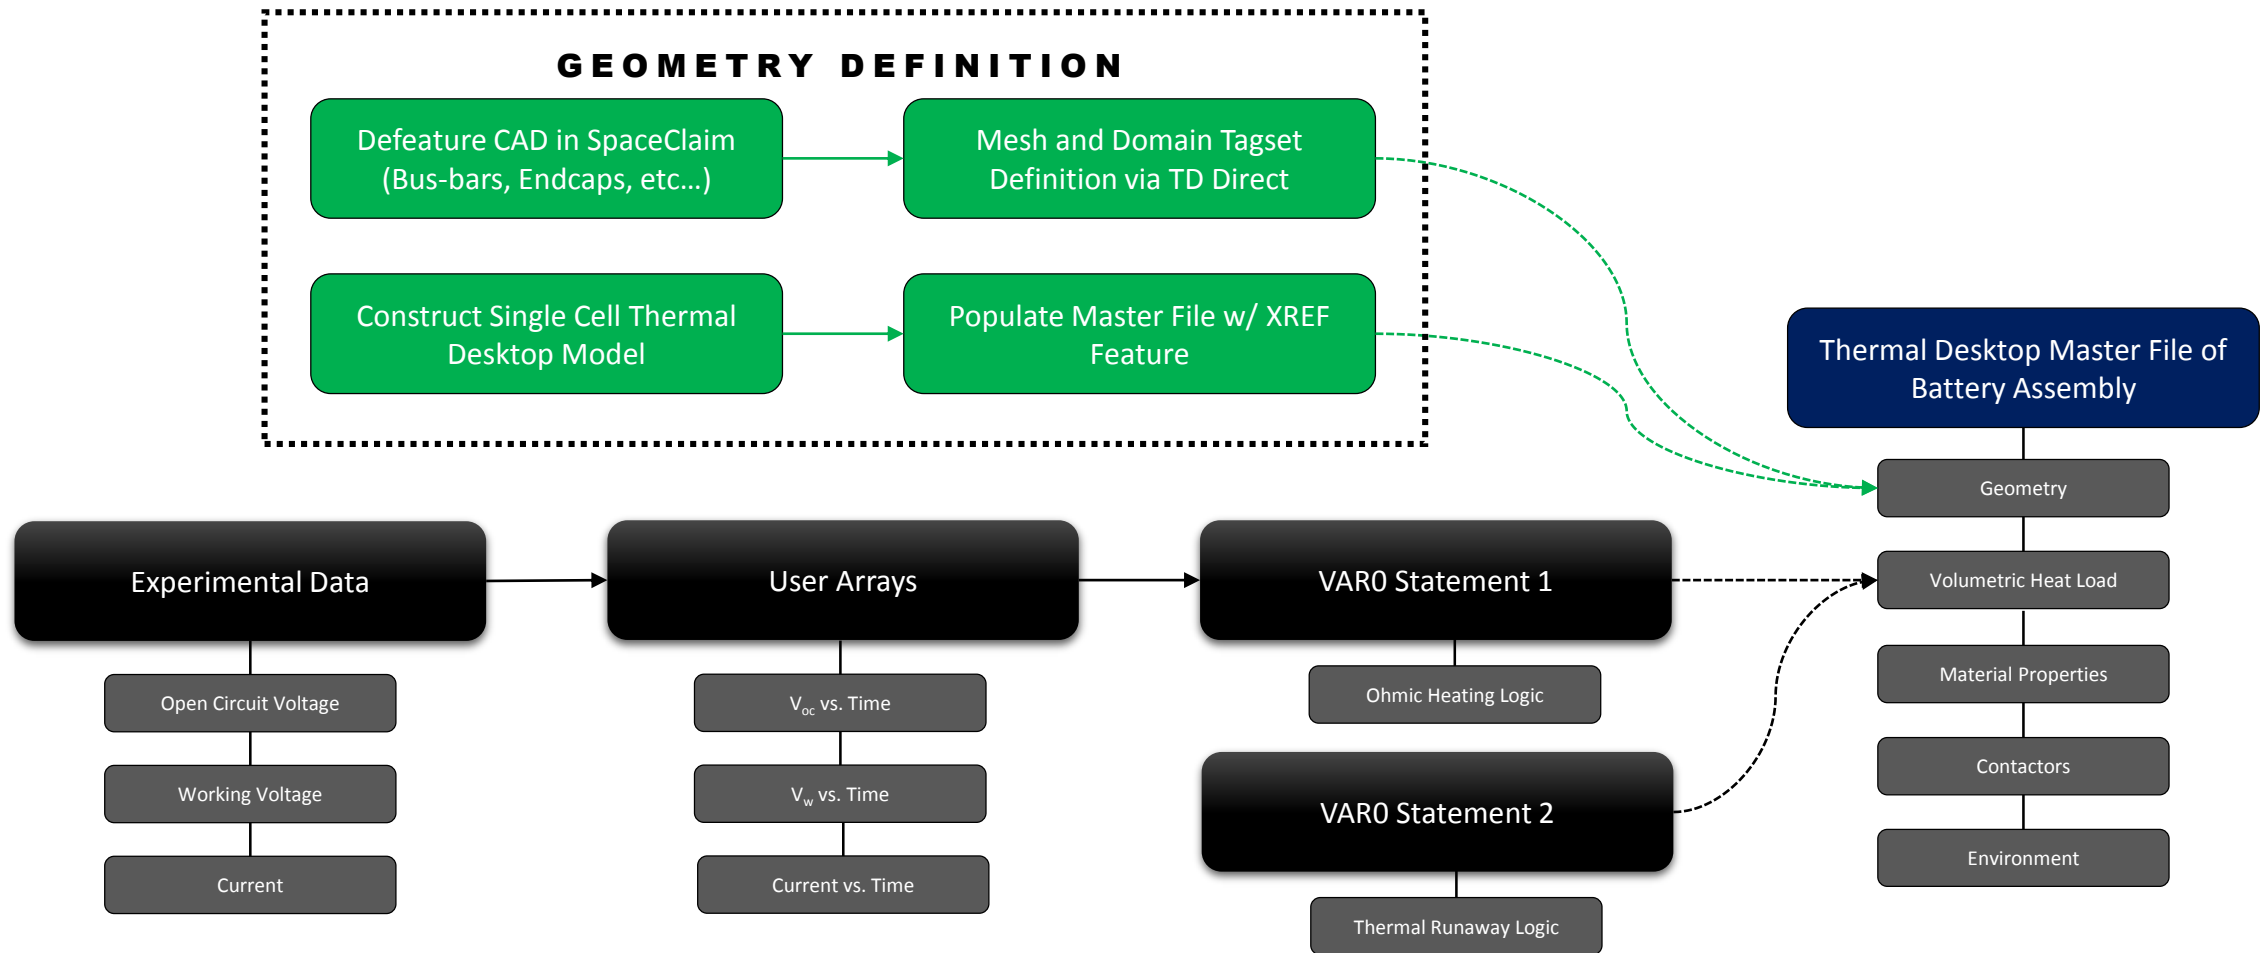 GEOMETRY DEFINITION
Defeature CAD in SpaceClaim
(Bus-bars, Endcaps, etc...)
Mesh and Domain Tagset
Definition via TD Direct
Construct Single Cell Thermal
Desktop Model
Populate Master File w/ XREF
Feature
Thermal Desktop Master File of
Battery Assembly
Geometry
Volumetric Heat Load
Material Properties
Contactors
Environment
Experimental Data
Open Circuit Voltage
Working Voltage
Current
User Arrays
Voc vs. Time
Vw vs. Time
Current vs. Time
VAR0 Statement 1
Ohmic Heating Logic
VAR0 Statement 2
Thermal Runaway Logic